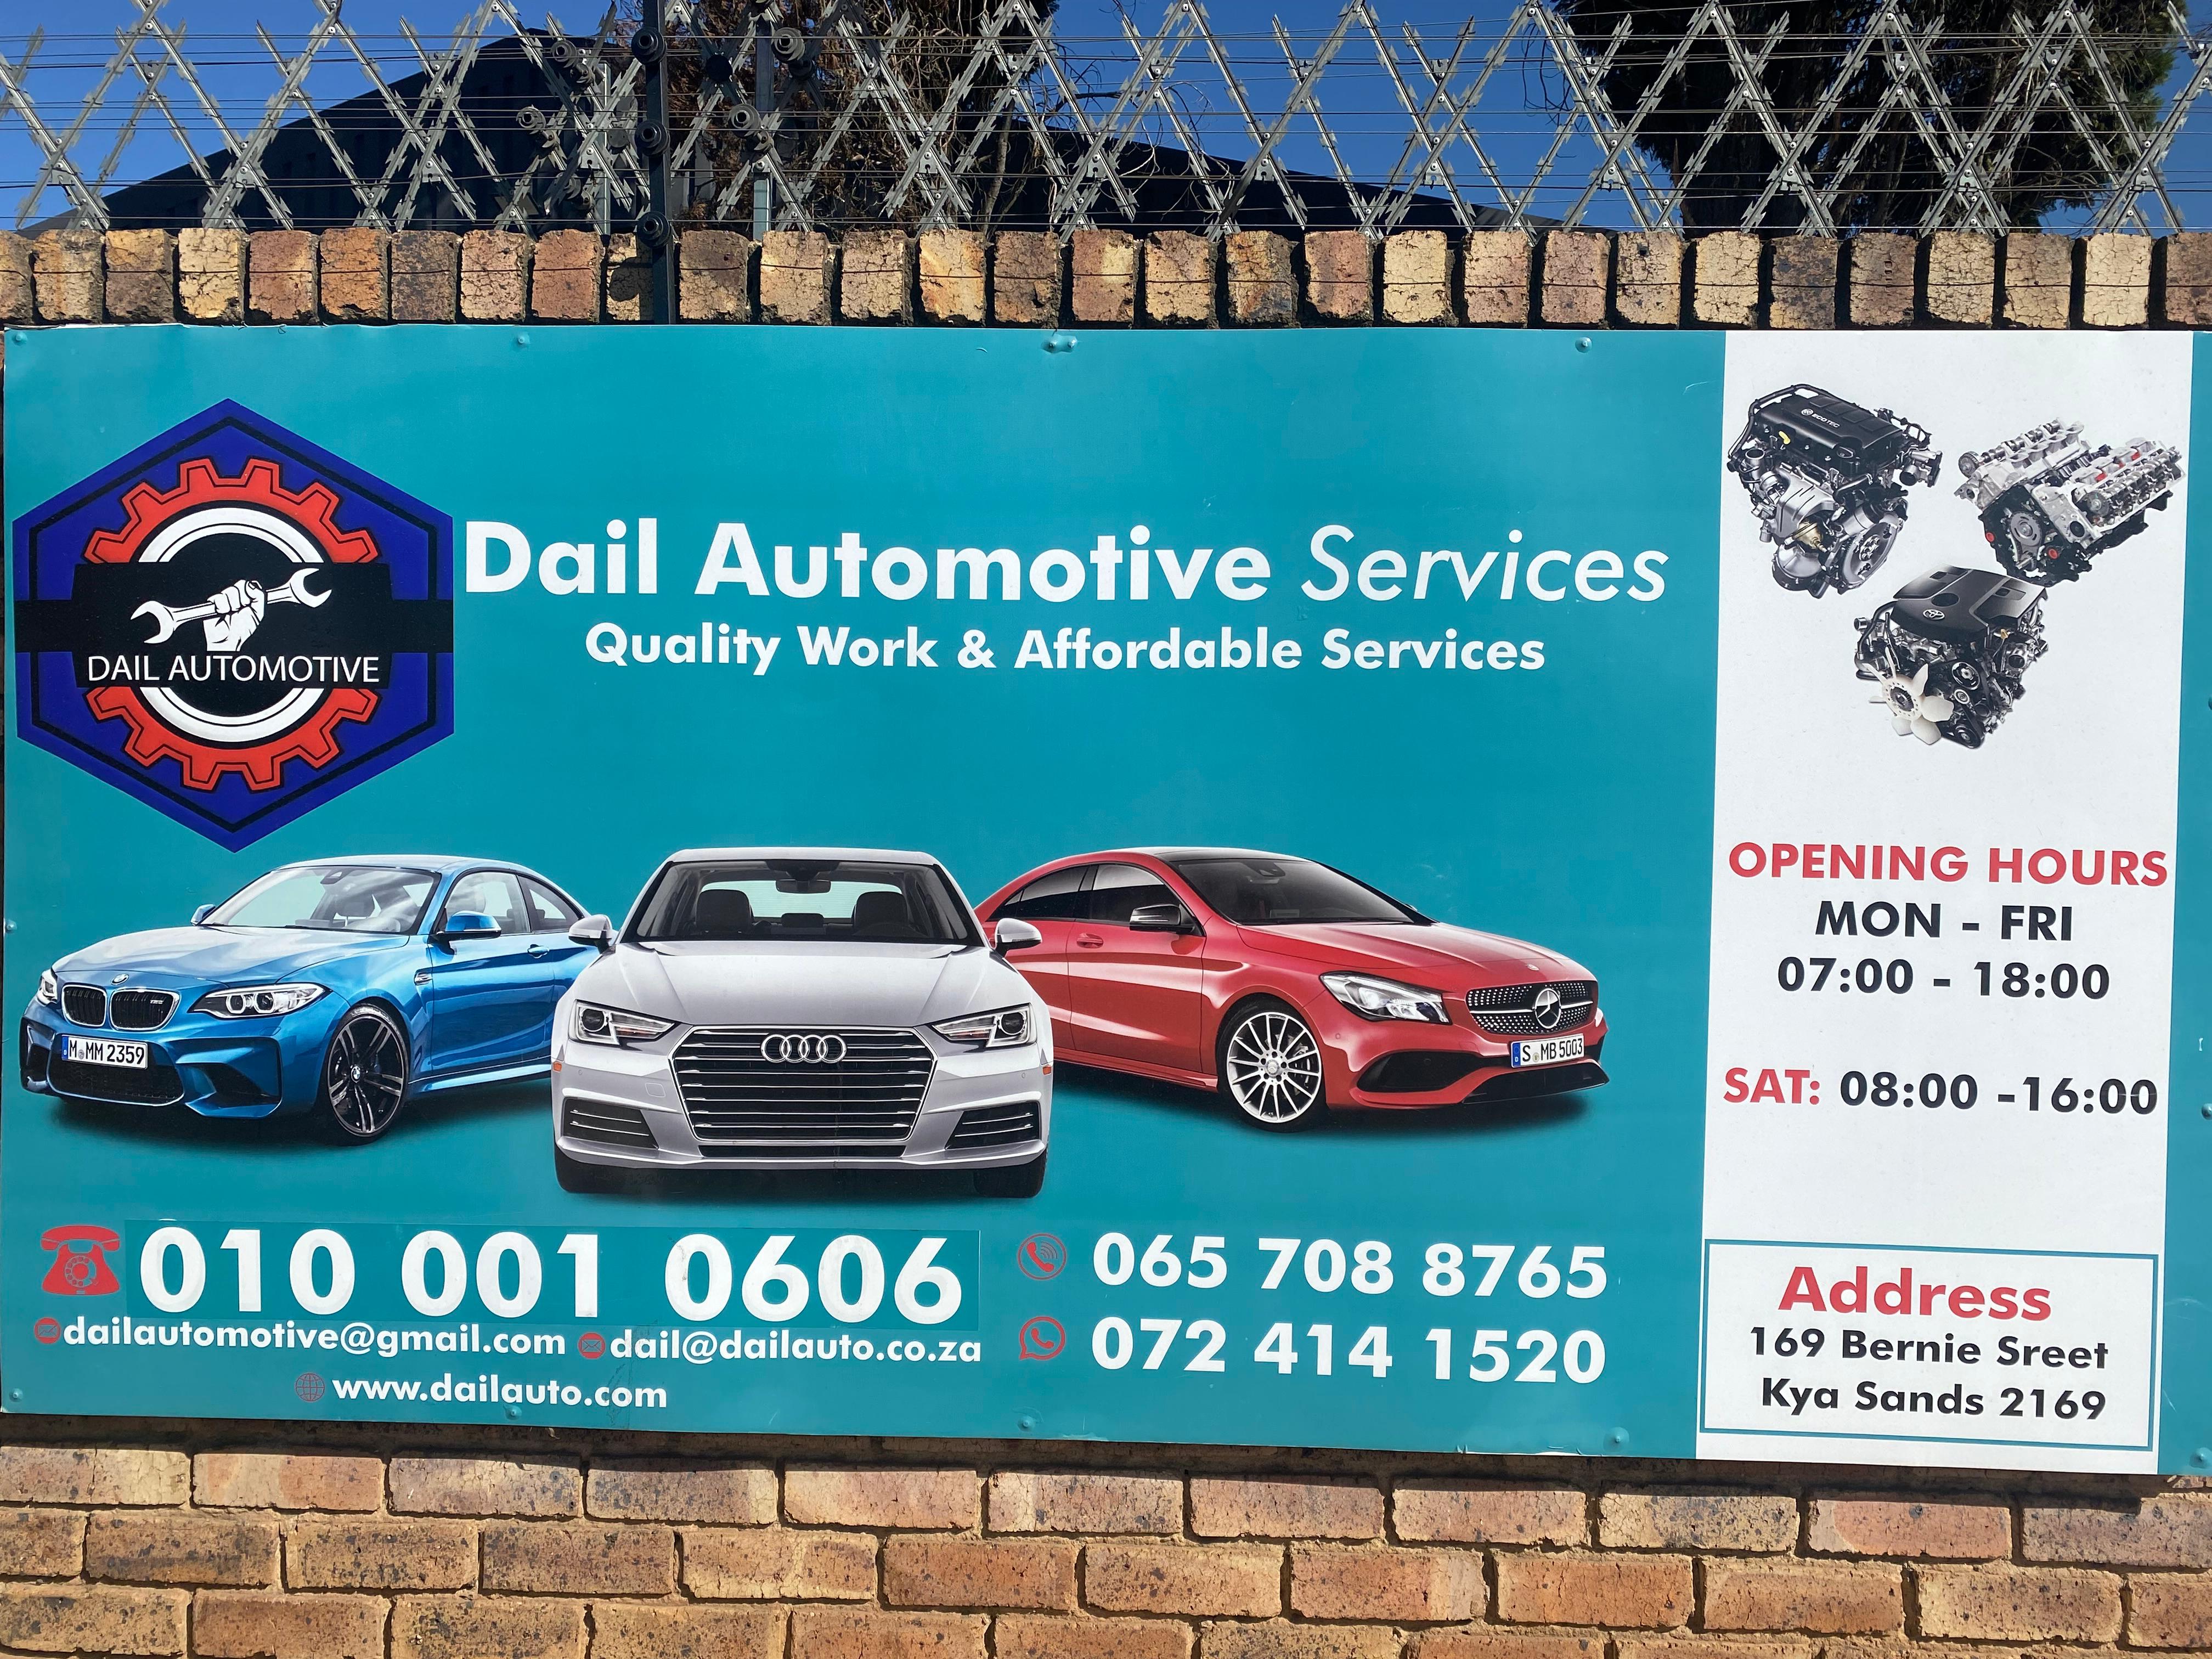 DAIL AUTOMOTIVE
Dail Automotive Services
Quality Work & Affordable Services
ECOTEC
M MM 2359
S MB 5003
OPENING HOURS
MON - FRI
07:00 - 18:00
SAT: 08:00 -16:00
010 001 0606
065 708 8765
dailautomotive@gmail.com dail@dailauto.co.za
072 414 1520
www.dailauto.com
Address
169 Bernie Sreet
Kya Sands 2169